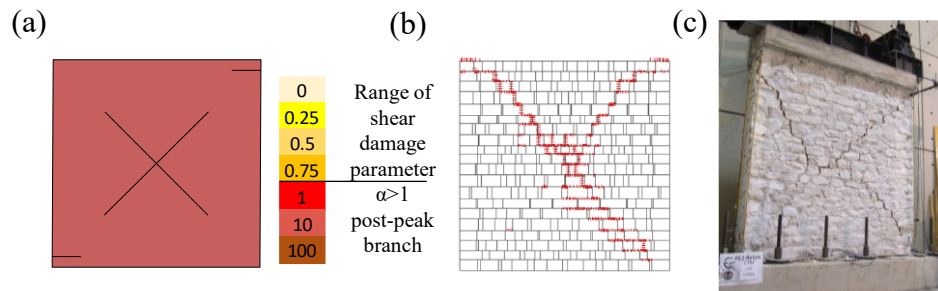 (a)
(b)
(c)
0
0.25
0.5
0.75
1
10
100
Range of
shear
damage
parameter
α>1
post-peak
branch